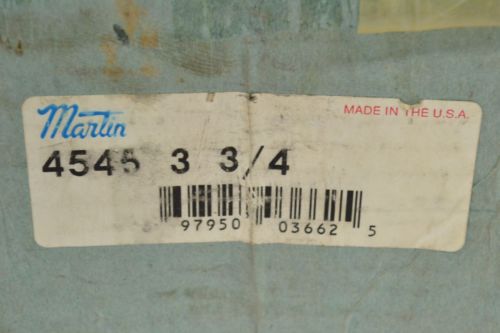 Martin
MADE IN THE U.S.A.
4545 3 3/4
97950 03662 5